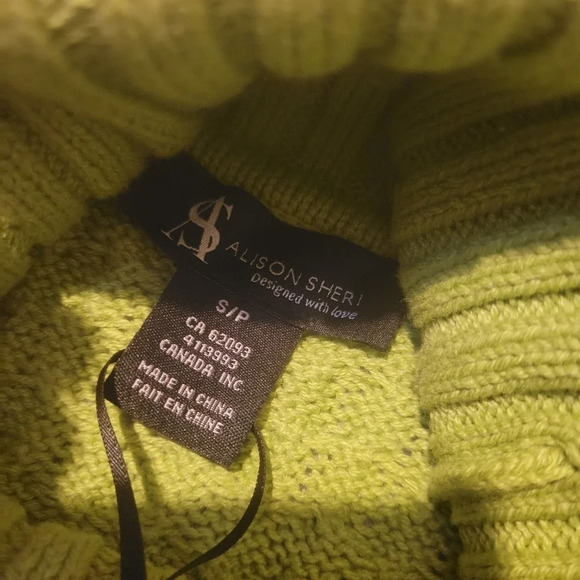 AS
ALISON SHERI
Designed with love
S/P
CA 62093
4113993
CANADA INC.
MADE IN CHINA
FAIT EN CHINE